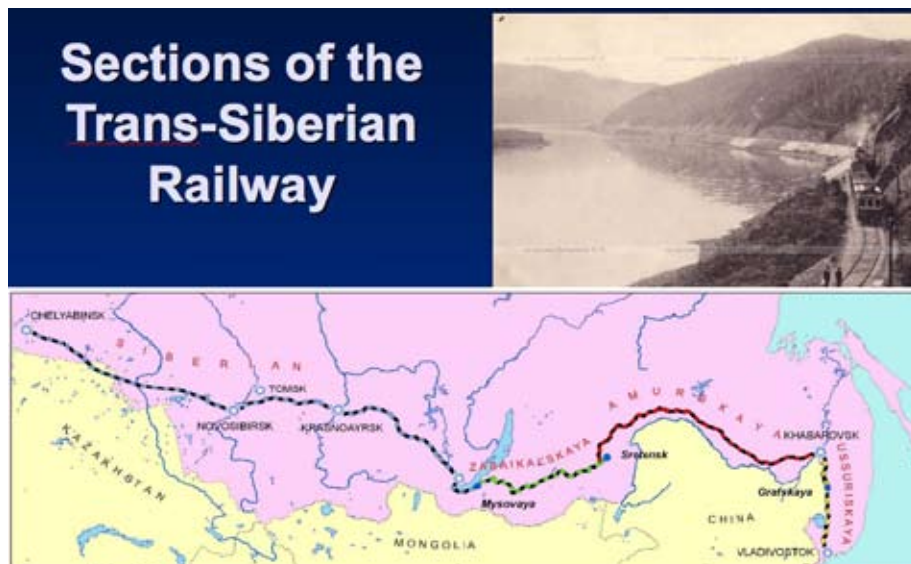 Sections of the
Trans-Siberian
Railway
CHELYABINSK
SIBERIAN
TOMSK
NOVOSIBIRSK
KRASNOAYRSK
KAZAKHSTAN
ZABAIKALSKAYA
AMURSKAYA
KHABAROVSK
Sretensk
Mysovaya
Grafskaya
USSURIISKAYA
CHINA
MONGOLIA
VLADIVOSTOK